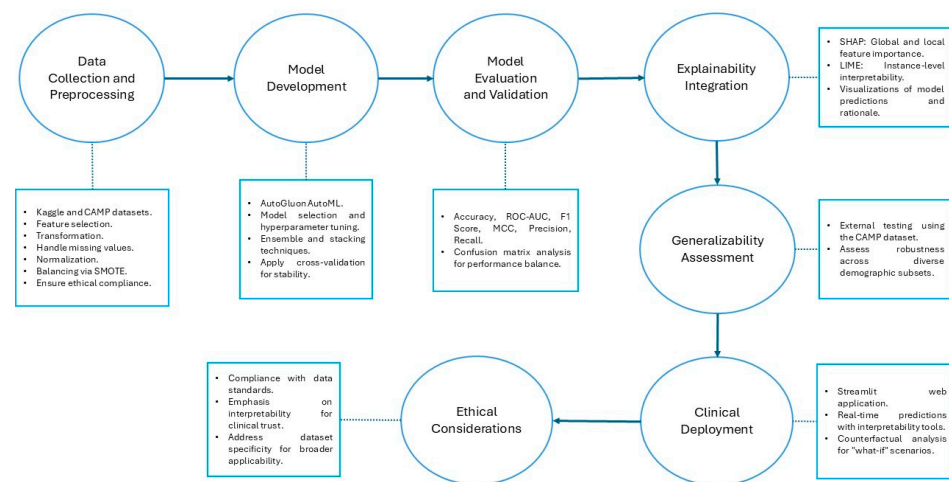 Data
Collection and
Preprocessing
Model
Development
Model
Evaluation
and Validation
Explainability
Integration
• SHAP: Global and local
feature importance.
• LIME: Instance-level
interpretability.
• Visualizations of model
predictions and
rationale.
• Kaggle and CAMP datasets.
• Feature selection.
• Transformation.
• Handle missing values.
• Normalization.
• Balancing via SMOTE.
• Ensure ethical compliance.
• AutoGluon AutoML.
• Model selection and
hyperparameter tuning.
• Ensemble and stacking
techniques.
• Apply cross-validation
for stability.
• Accuracy, ROC-AUC, F1
Score, MCC, Precision,
Recall.
• Confusion matrix analysis
for performance balance.
Generalizability
Assessment
• External testing using
the CAMP dataset.
• Assess robustness
across diverse
demographic subsets.
• Compliance with data
standards.
• Emphasis on
interpretability for
clinical trust.
• Address dataset
specificity for broader
applicability.
Ethical
Considerations
Clinical
Deployment
• Streamlit web
application.
• Real-time predictions
with interpretability tools.
• Counterfactual analysis
for "what-if" scenarios.